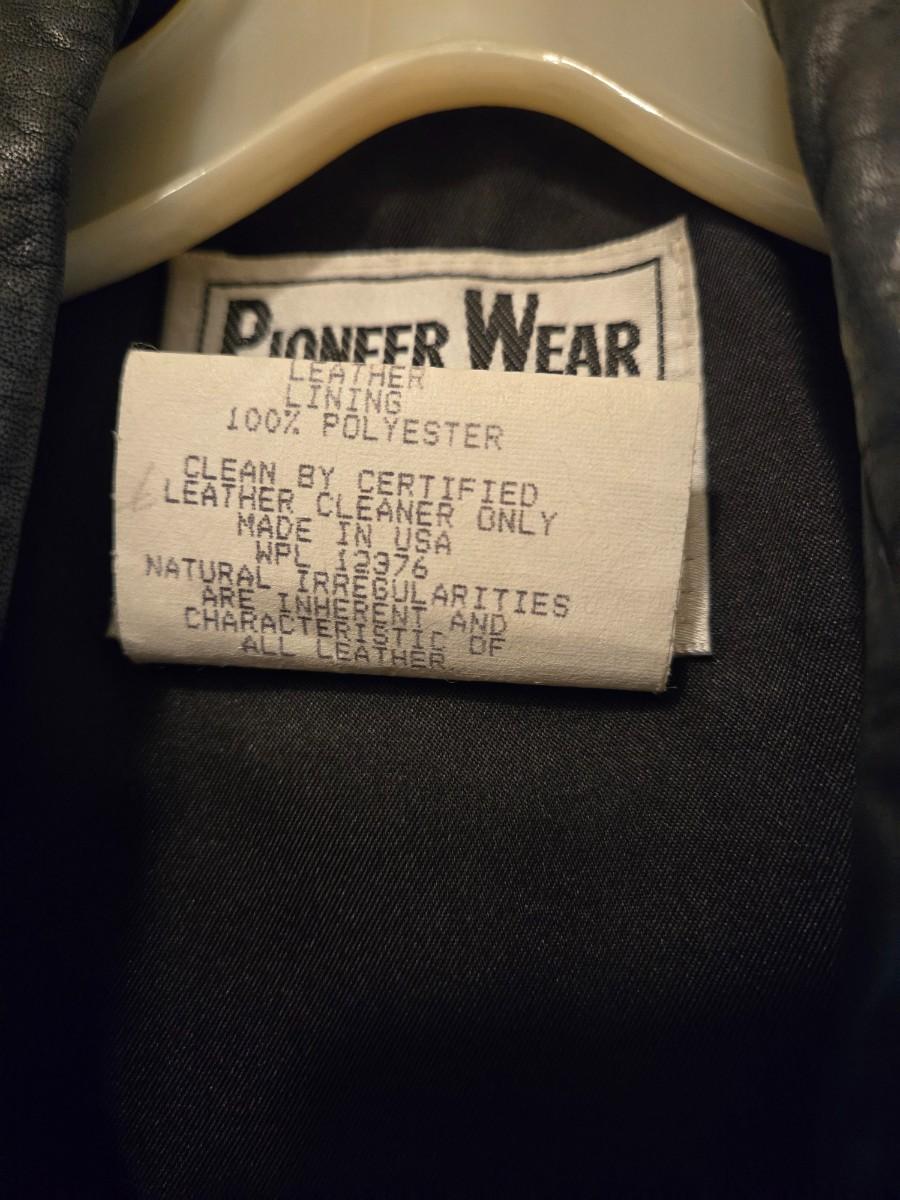 PIONEER WEAR
LEATHER
LINING
100% POLYESTER
CLEAN BY CERTIFIED
LEATHER CLEANER ONLY
MADE IN USA
WPL 12376
NATURAL IRREGULARITIES
ARE INHERENT AND
CHARACTERISTIC OF
ALL LEATHER